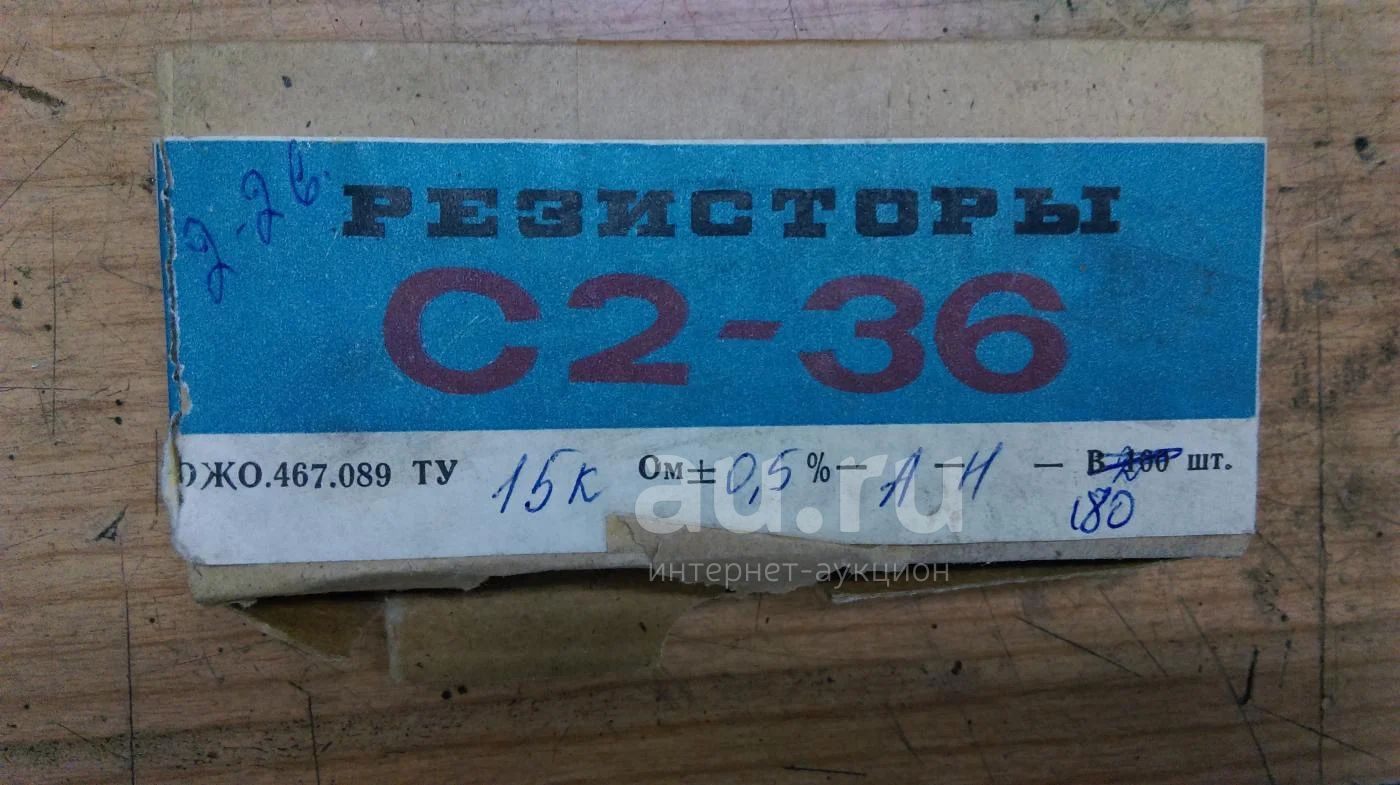 2-26.
РЕЗИСТОРЫ
С2-36
ОЖО.467.089 ТУ 15к Ом ± 0,5 % — А-Н — В 100 шт.
180
au.ru
интернет-аукцион